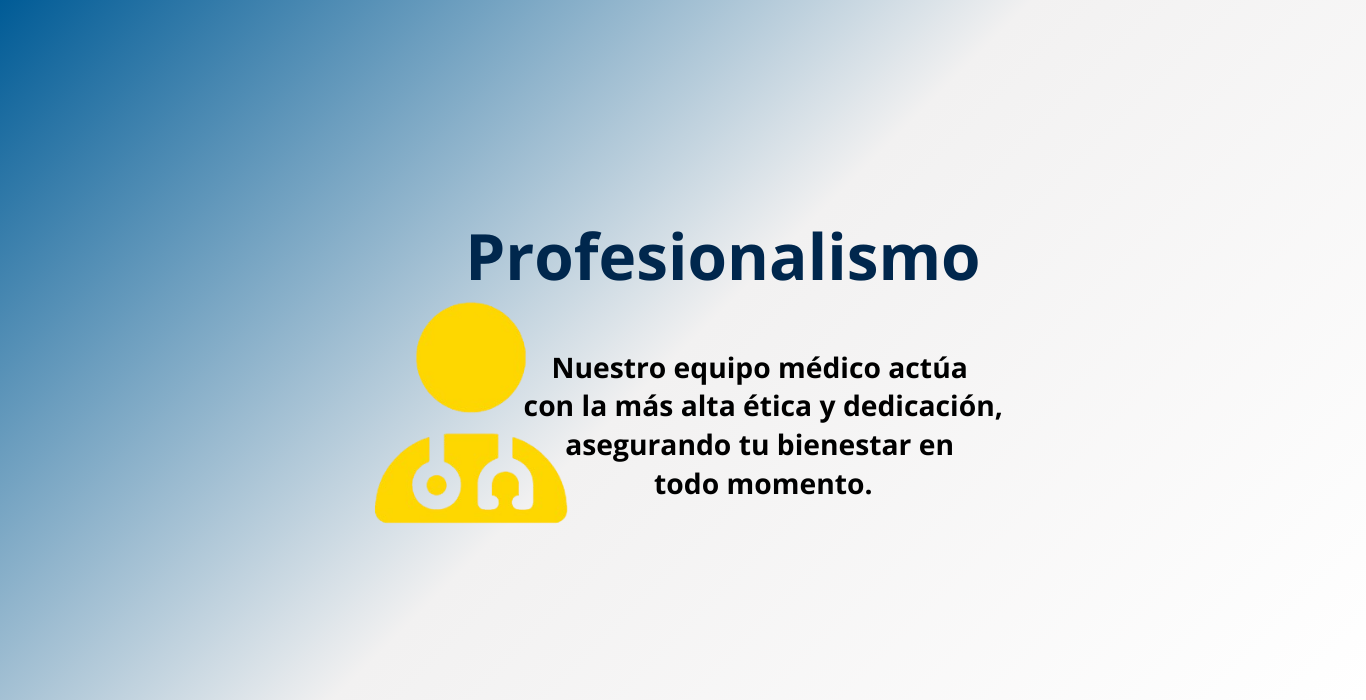 Profesionalismo
Nuestro equipo médico actúa
con la más alta ética y dedicación,
asegurando tu bienestar en
todo momento.